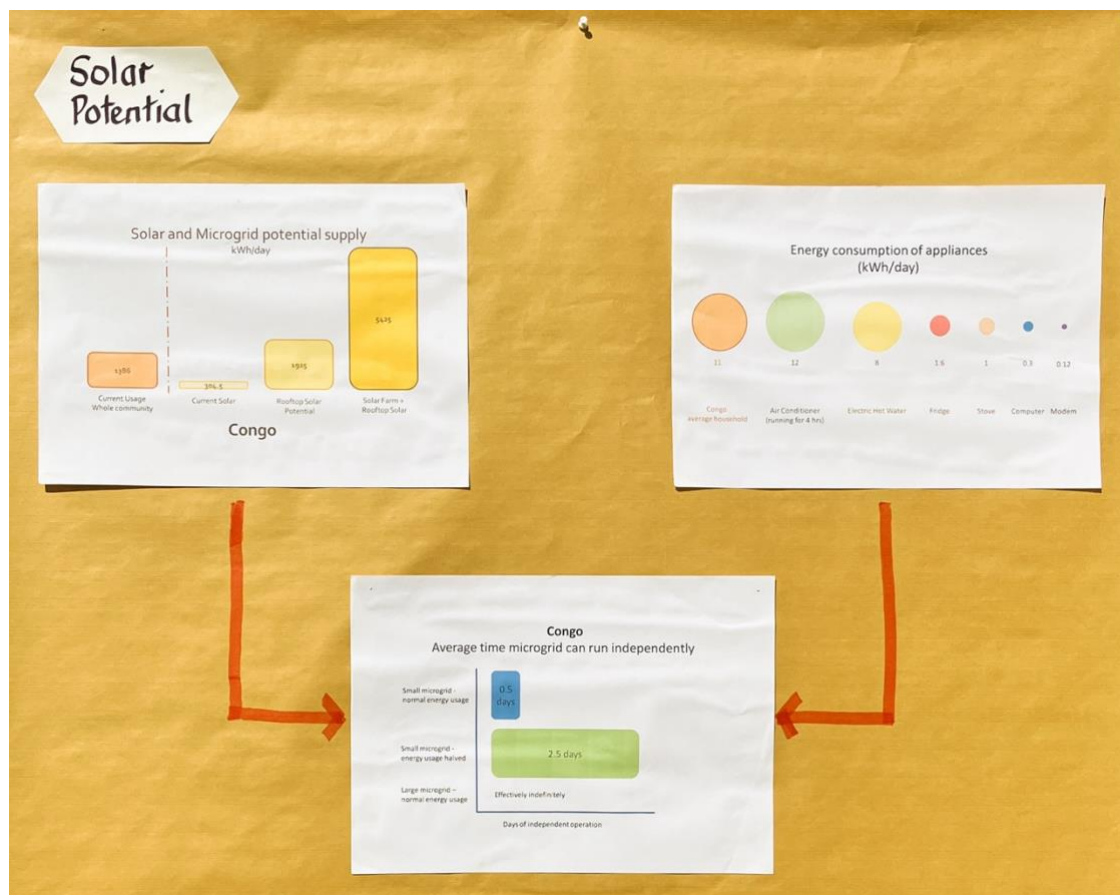 Solar
Potential
Solar and Microgrid potential supply
kWh/day
1386
304.5
1925
5425
Current Usage
Whole community
Current Solar
Rooftop Solar
Potential
Solar Farm +
Rooftop Solar
Congo
Energy consumption of appliances
(kWh/day)
11
12
8
1.6
1
0.3
0.12
Congo
average household
Air Conditioner
(running for 4 hrs)
Electric Hot Water
Fridge
Stove
Computer
Modem
Congo
Average time microgrid can run independently
Small microgrid -
normal energy usage
0.5
days
Small microgrid -
energy usage halved
2.5 days
Large microgrid –
normal energy usage
Effectively indefinitely
Days of independent operation